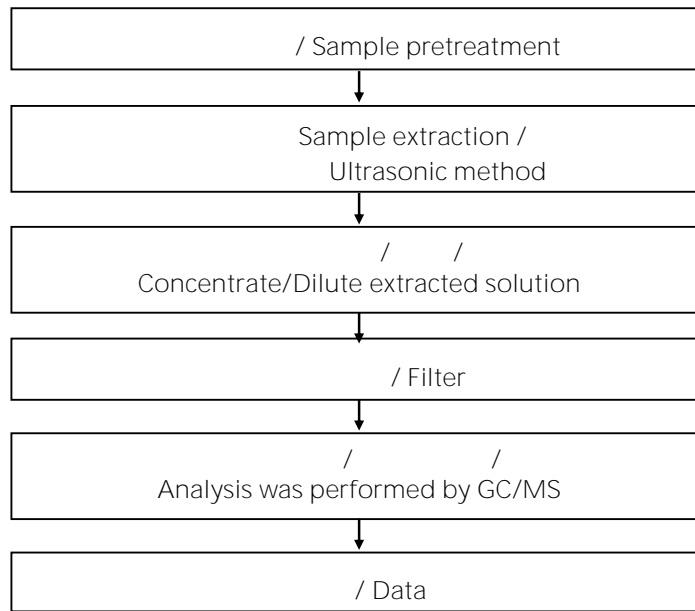 / Sample pretreatment
Sample extraction /
Ultrasonic method
/ /
Concentrate/Dilute extracted solution
/ Filter
/ /
Analysis was performed by GC/MS
/ Data